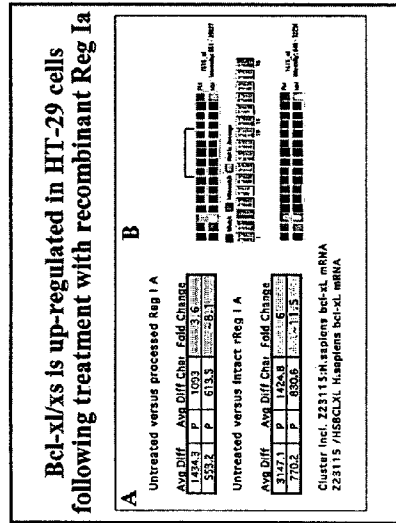 Bcl-xl/xs is up-regulated in HT-29 cells
following treatment with recombinant Reg Ia
A
Untreated versus processed Reg I A
Avg Diff Avg Diff Char Fold Change
1434.3 P 1093 3.6
553.2 P 613.5 ~8.1
Untreated versus Intact rReg I A
Avg Diff Avg Diff Char Fold Change
3147.1 P 1424.8 6
770.2 P 830.6 ~11.5
Cluster Incl. Z23115:H.sapiens bcl-xL mRNA
Z23115 /HSBCLXL H.sapiens bcl-xL mRNA
B